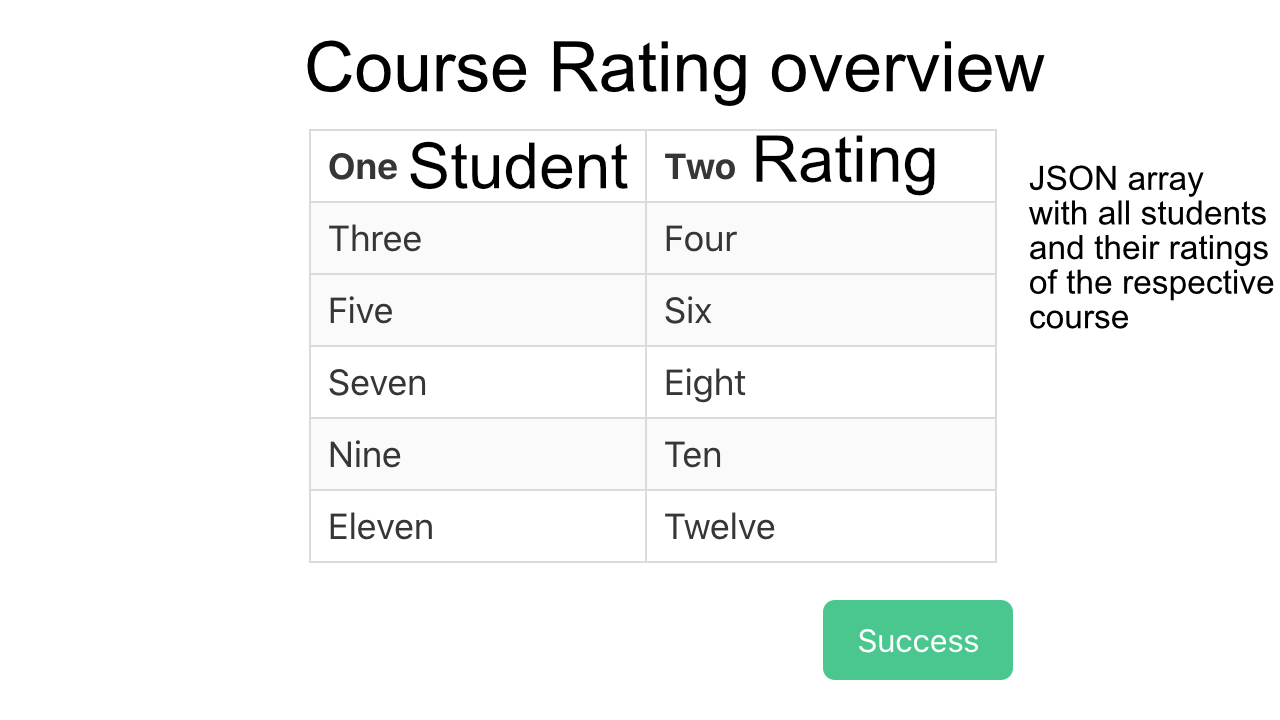 Course Rating overview
One Student Two Rating
Three Four
Five Six
Seven Eight
Nine Ten
Eleven Twelve
JSON array
with all students
and their ratings
of the respective
course
Success